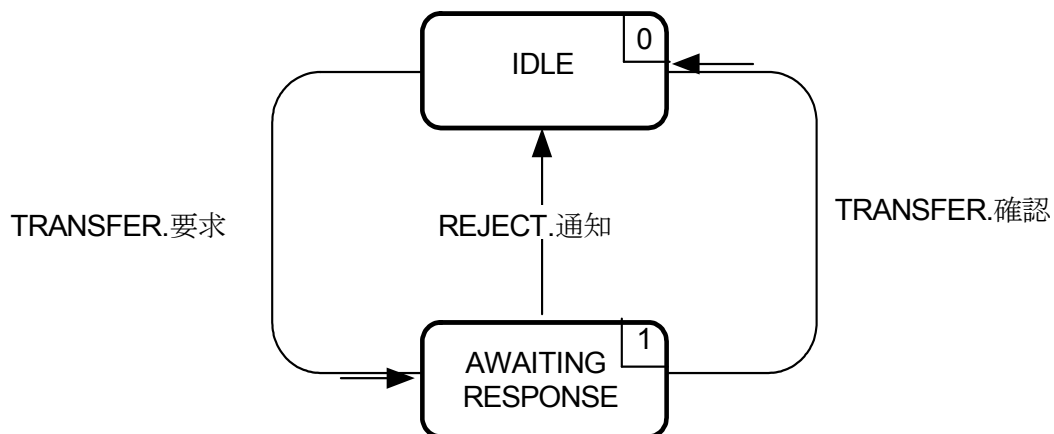 0
IDLE
TRANSFER.要求
REJECT.通知
TRANSFER.確認
1
AWAITING
RESPONSE